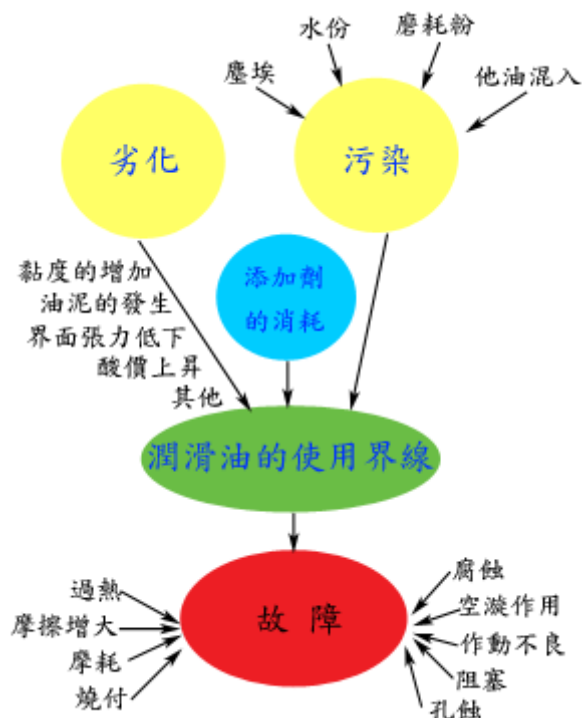 水份
磨耗粉
塵埃
他油混入
劣化
污染
黏度的增加
油泥的發生
界面張力低下
酸價上昇
其他
添加劑
的消耗
潤滑油的使用界線
故障
過熱
摩擦增大
摩耗
燒付
腐蝕
空漩作用
作動不良
阻塞
孔蝕